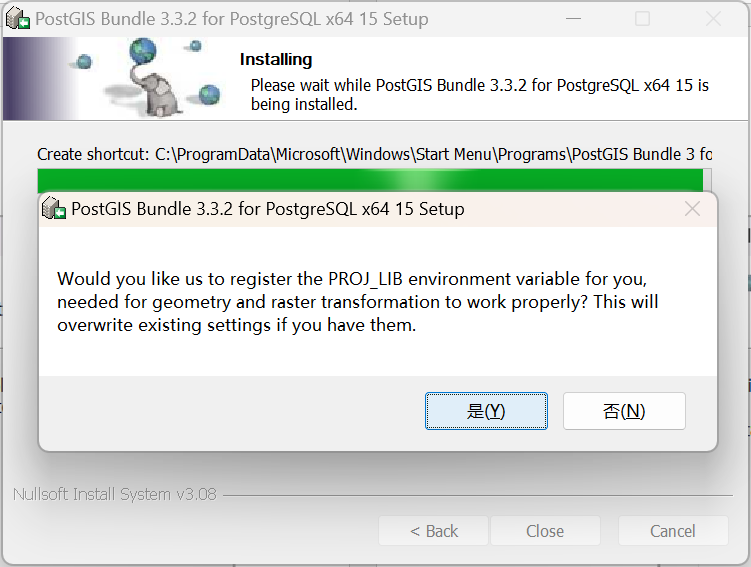 PostGIS Bundle 3.3.2 for PostgreSQL x64 15 Setup
Installing
Please wait while PostGIS Bundle 3.3.2 for PostgreSQL x64 15 is
being installed.
Create shortcut: C:\ProgramData\Microsoft\Windows\Start Menu\Programs\PostGIS Bundle 3 fo
PostGIS Bundle 3.3.2 for PostgreSQL x64 15 Setup
Would you like us to register the PROJ_LIB environment variable for you,
needed for geometry and raster transformation to work properly? This will
overwrite existing settings if you have them.
是(Y) 否(N)
Nullsoft Install System v3.08
< Back Close Cancel